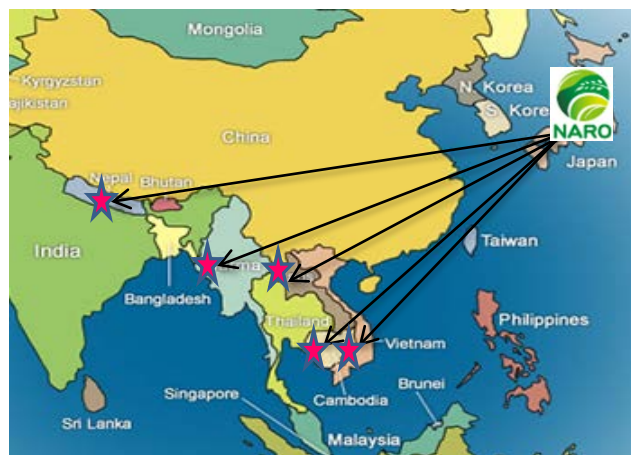 Mongolia
Kyrgyzstan
ajikistan
N. Korea
S. Kore
NARO
Japan
China
Nepal Bhutan
India
Taiwan
Bangladesh
Thailand
Philippines
Vietnam
Cambodia
Brunei
Singapore
Sri Lanka
Malaysia